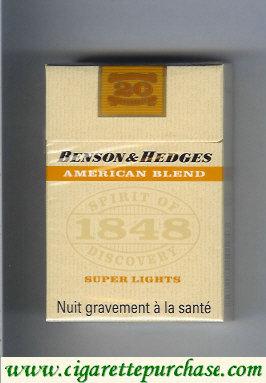 20
BENSON & HEDGES
AMERICAN BLEND
SPIRIT OF
1848
DISCOVERY
SUPER LIGHTS
Nuit gravement à la santé
www.cigarettepurchase.com